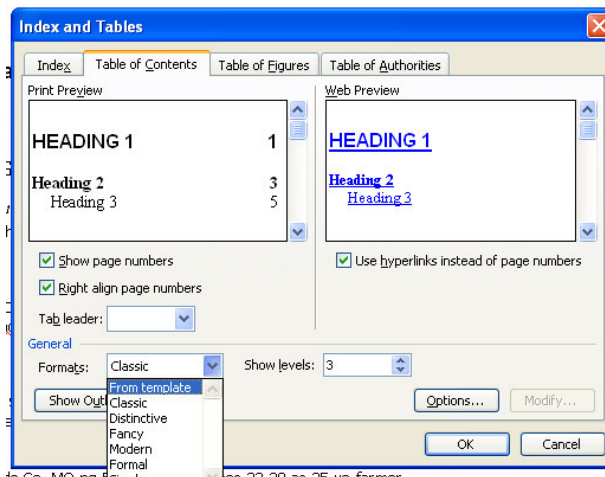 Index and Tables
Index Table of Contents Table of Figures Table of Authorities
Print Preview Web Preview
HEADING 1 1 HEADING 1
Heading 2 3 Heading 2
Heading 3 5 Heading 3
Show page numbers Use hyperlinks instead of page numbers
Right align page numbers
Tab leader:
General
Formats: Classic Show levels: 3
From template
Show Options... Modify...
Classic
Distinctive
Fancy
Modern
OK Cancel
Formal